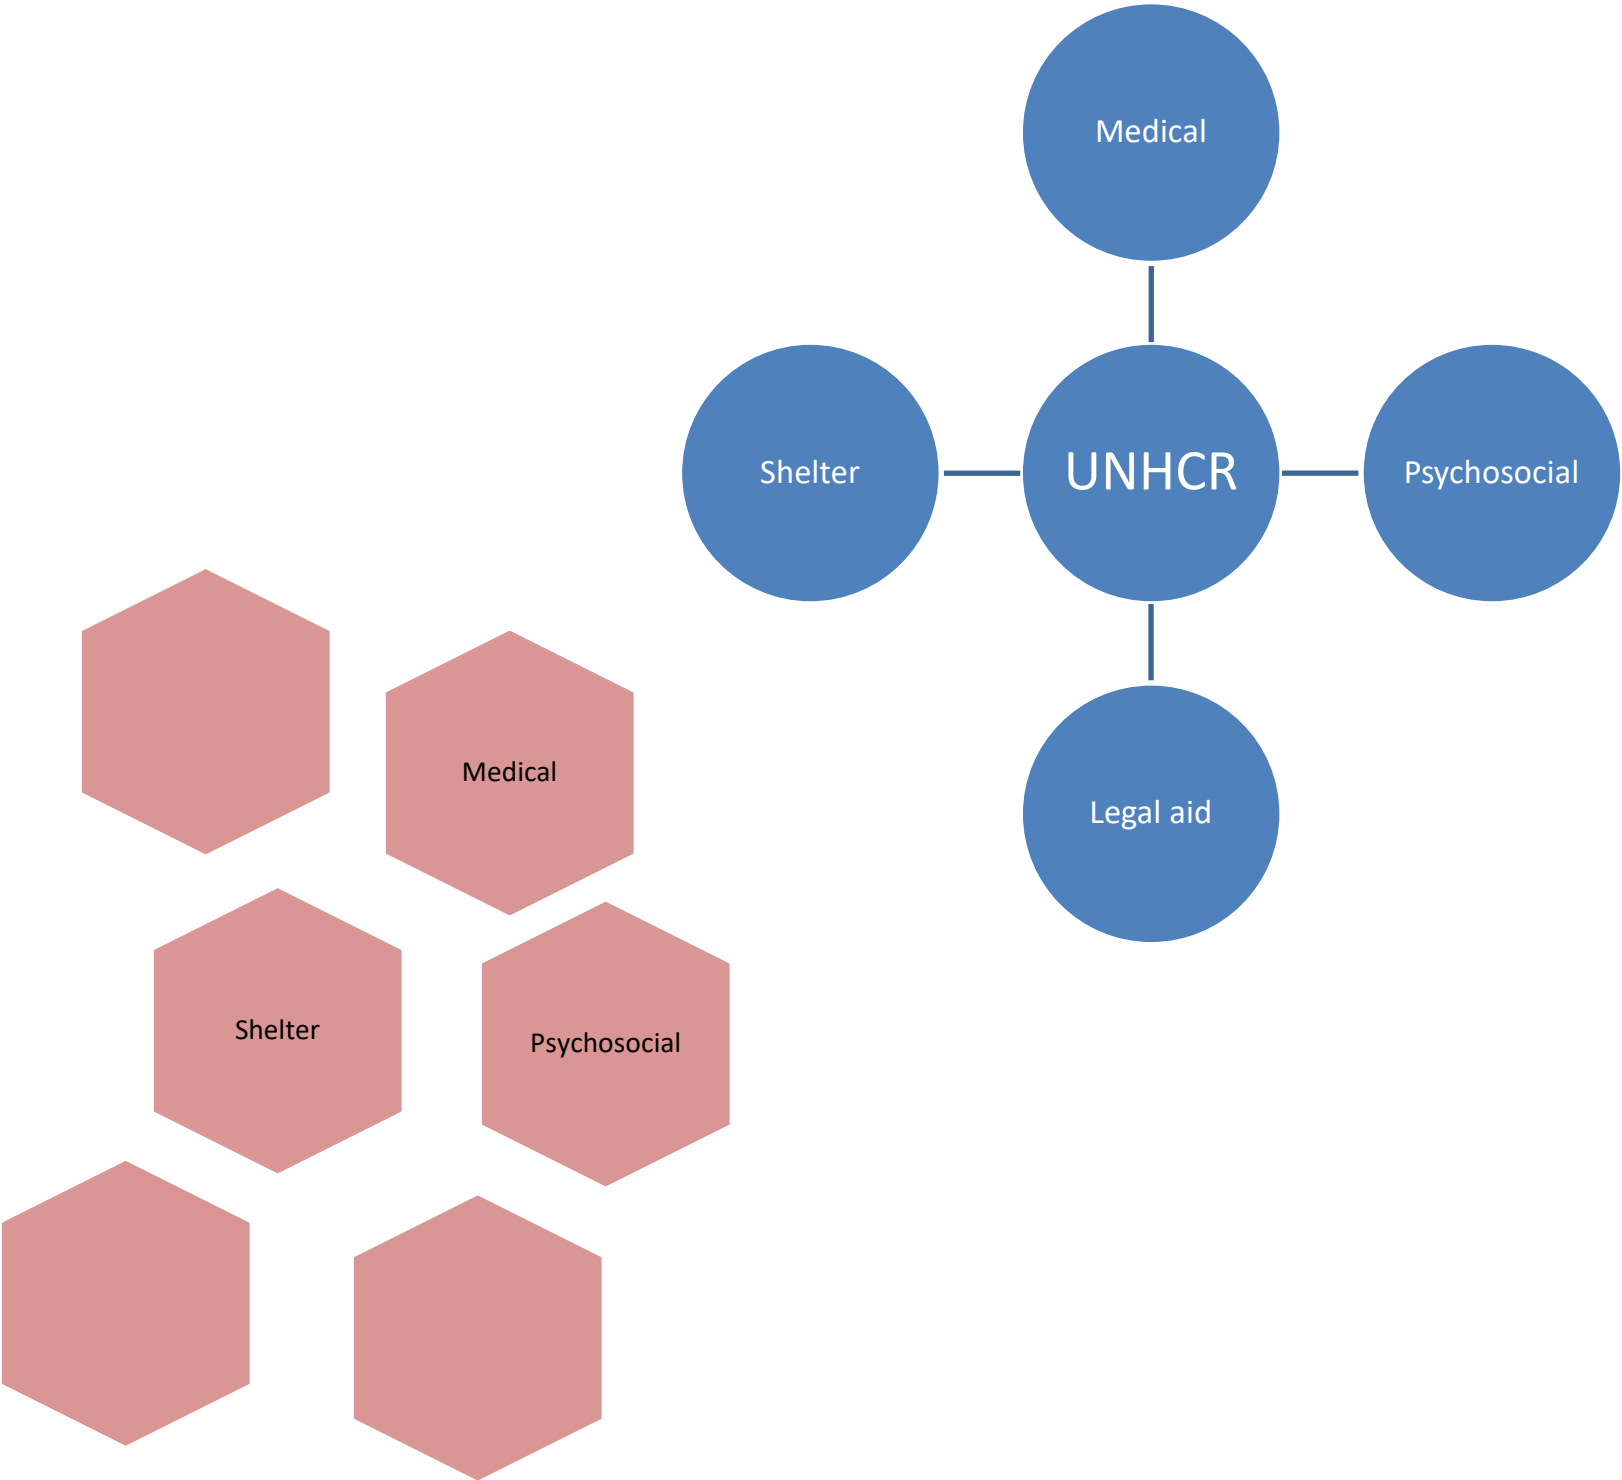 Medical
Shelter
UNHCR
Psychosocial
Legal aid
Medical
Shelter
Psychosocial